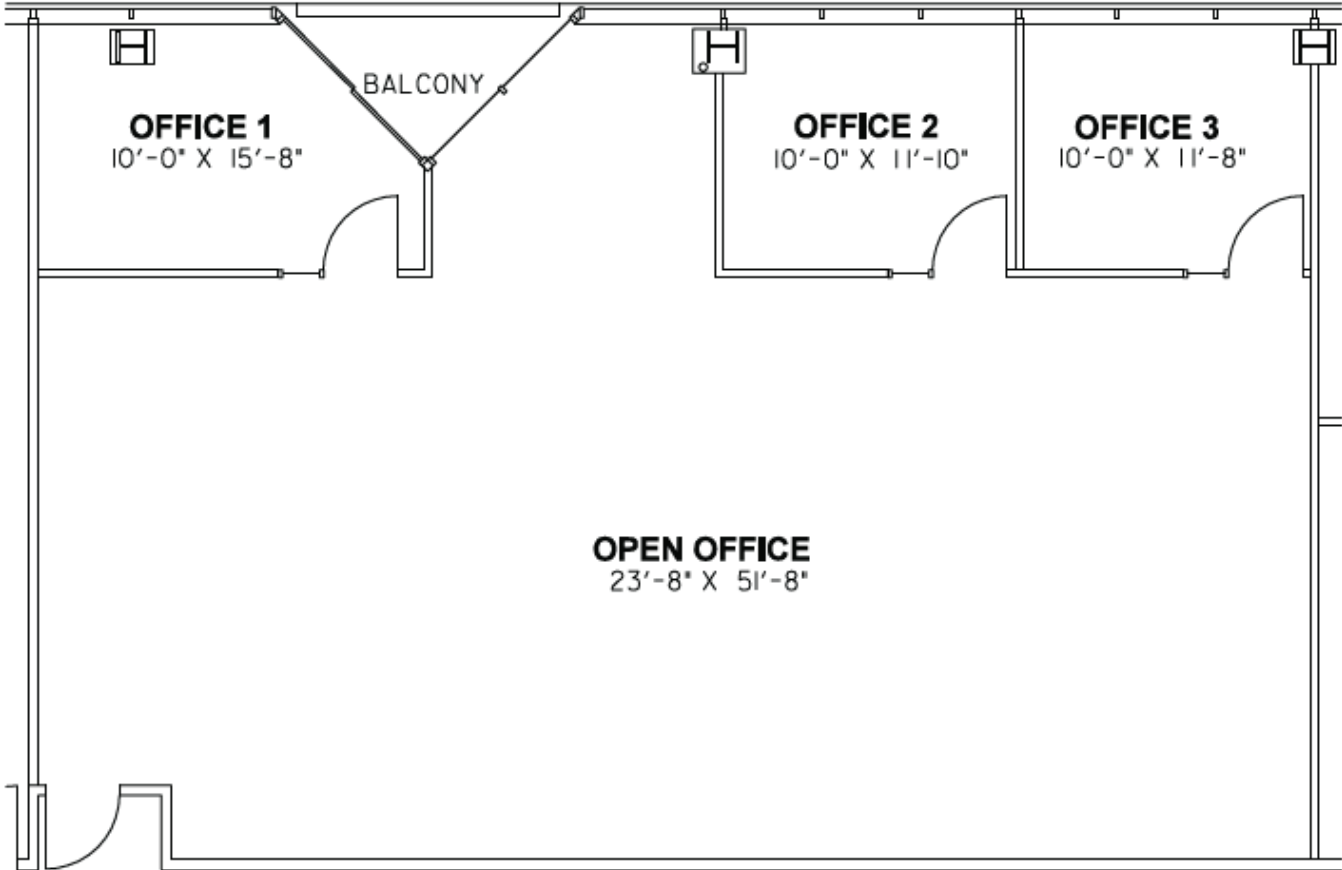 BALCONY
OFFICE 1
10'-0" X 15'-8"
OFFICE 2
10'-0" X 11'-10"
OFFICE 3
10'-0" X 11'-8"
OPEN OFFICE
23'-8" X 51'-8"